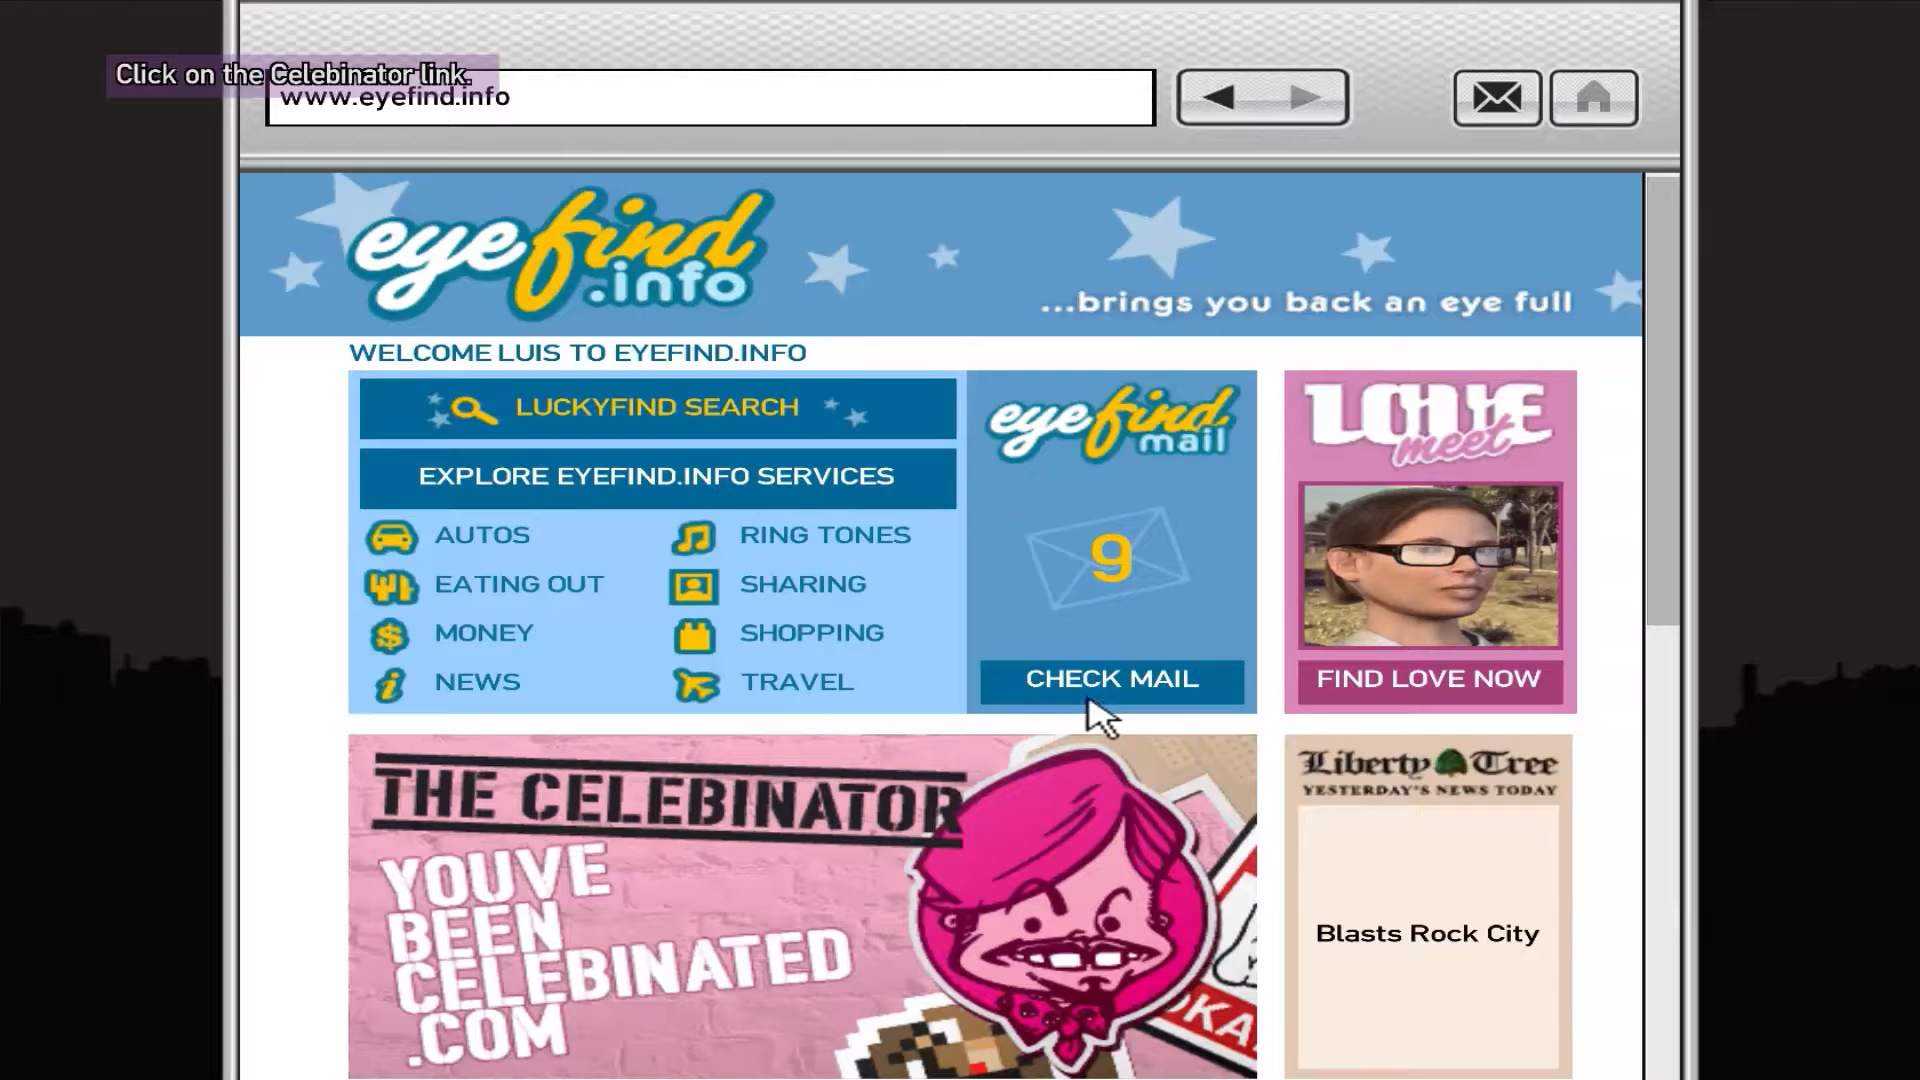 Click on the Celebinator link.
www.eyefind.info
eyefind
.info
...brings you back an eye full
WELCOME LUIS TO EYEFIND.INFO
LUCKYFIND SEARCH
EXPLORE EYEFIND.INFO SERVICES
AUTOS
RING TONES
EATING OUT
SHARING
MONEY
SHOPPING
NEWS
TRAVEL
eyefind
mail
9
CHECK MAIL
LOVE
meet
FIND LOVE NOW
THE CELEBINATOR
YOUVE
BEEN
CELEBINATED
.COM
Liberty Tree
YESTERDAY'S NEWS TODAY
Blasts Rock City